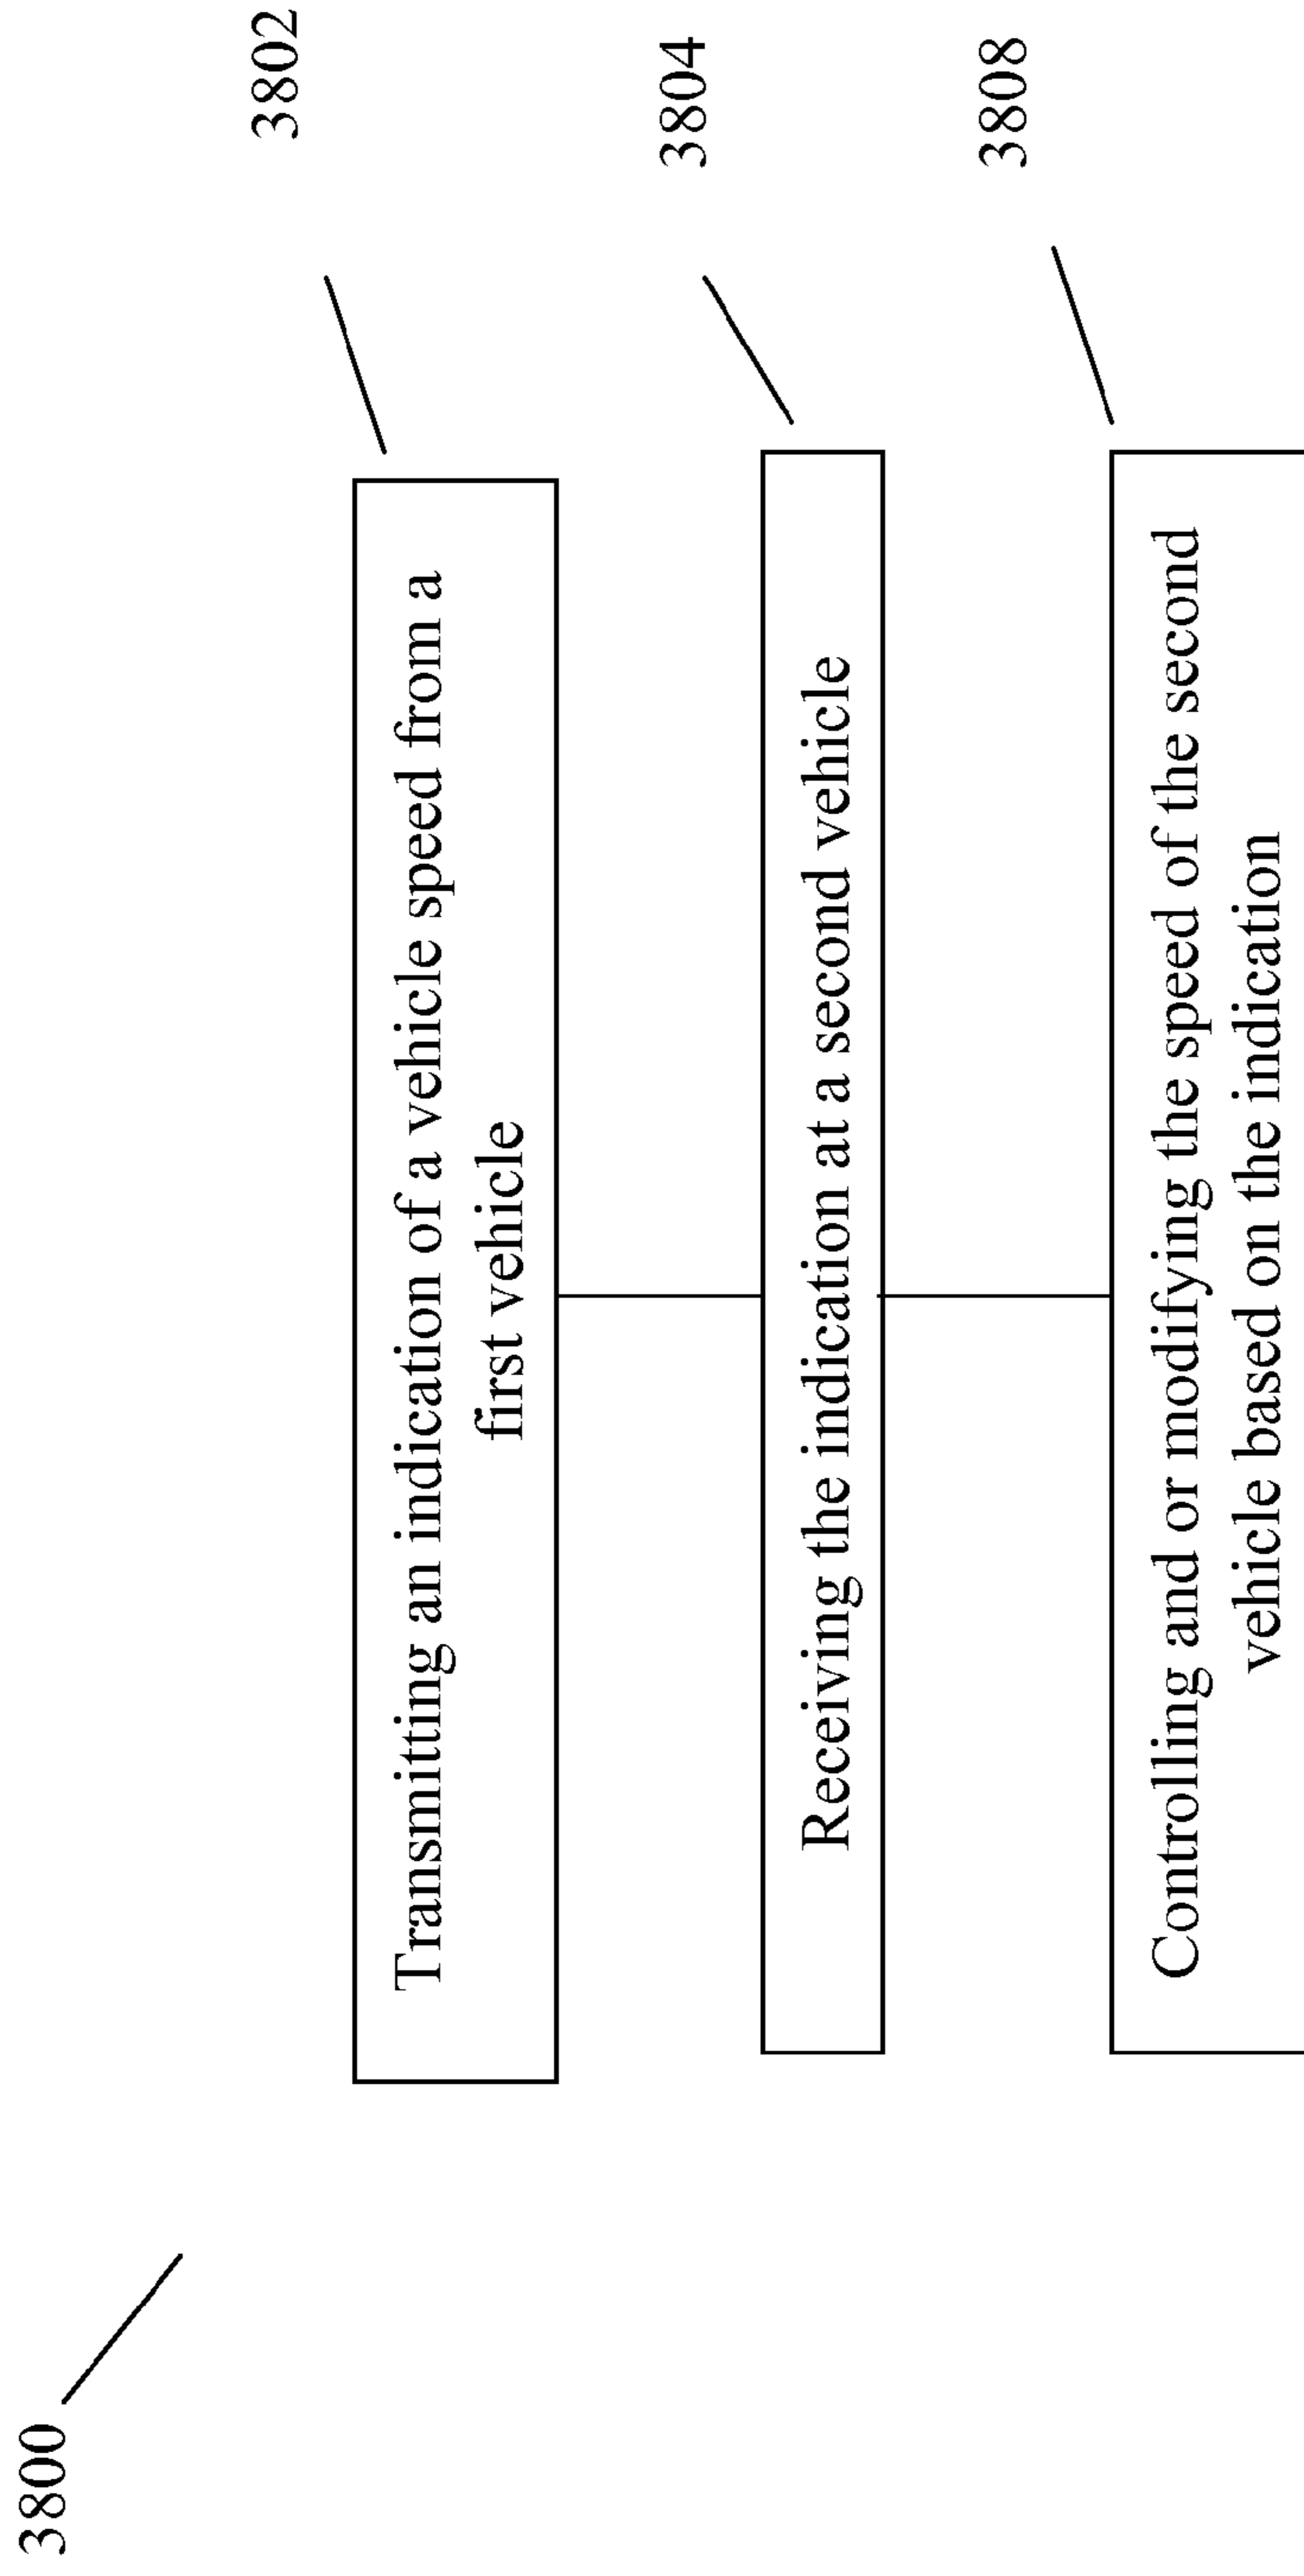 3800
3802
Transmitting an indication of a vehicle speed from a
first vehicle
3804
Receiving the indication at a second vehicle
3808
Controlling and or modifying the speed of the second
vehicle based on the indication